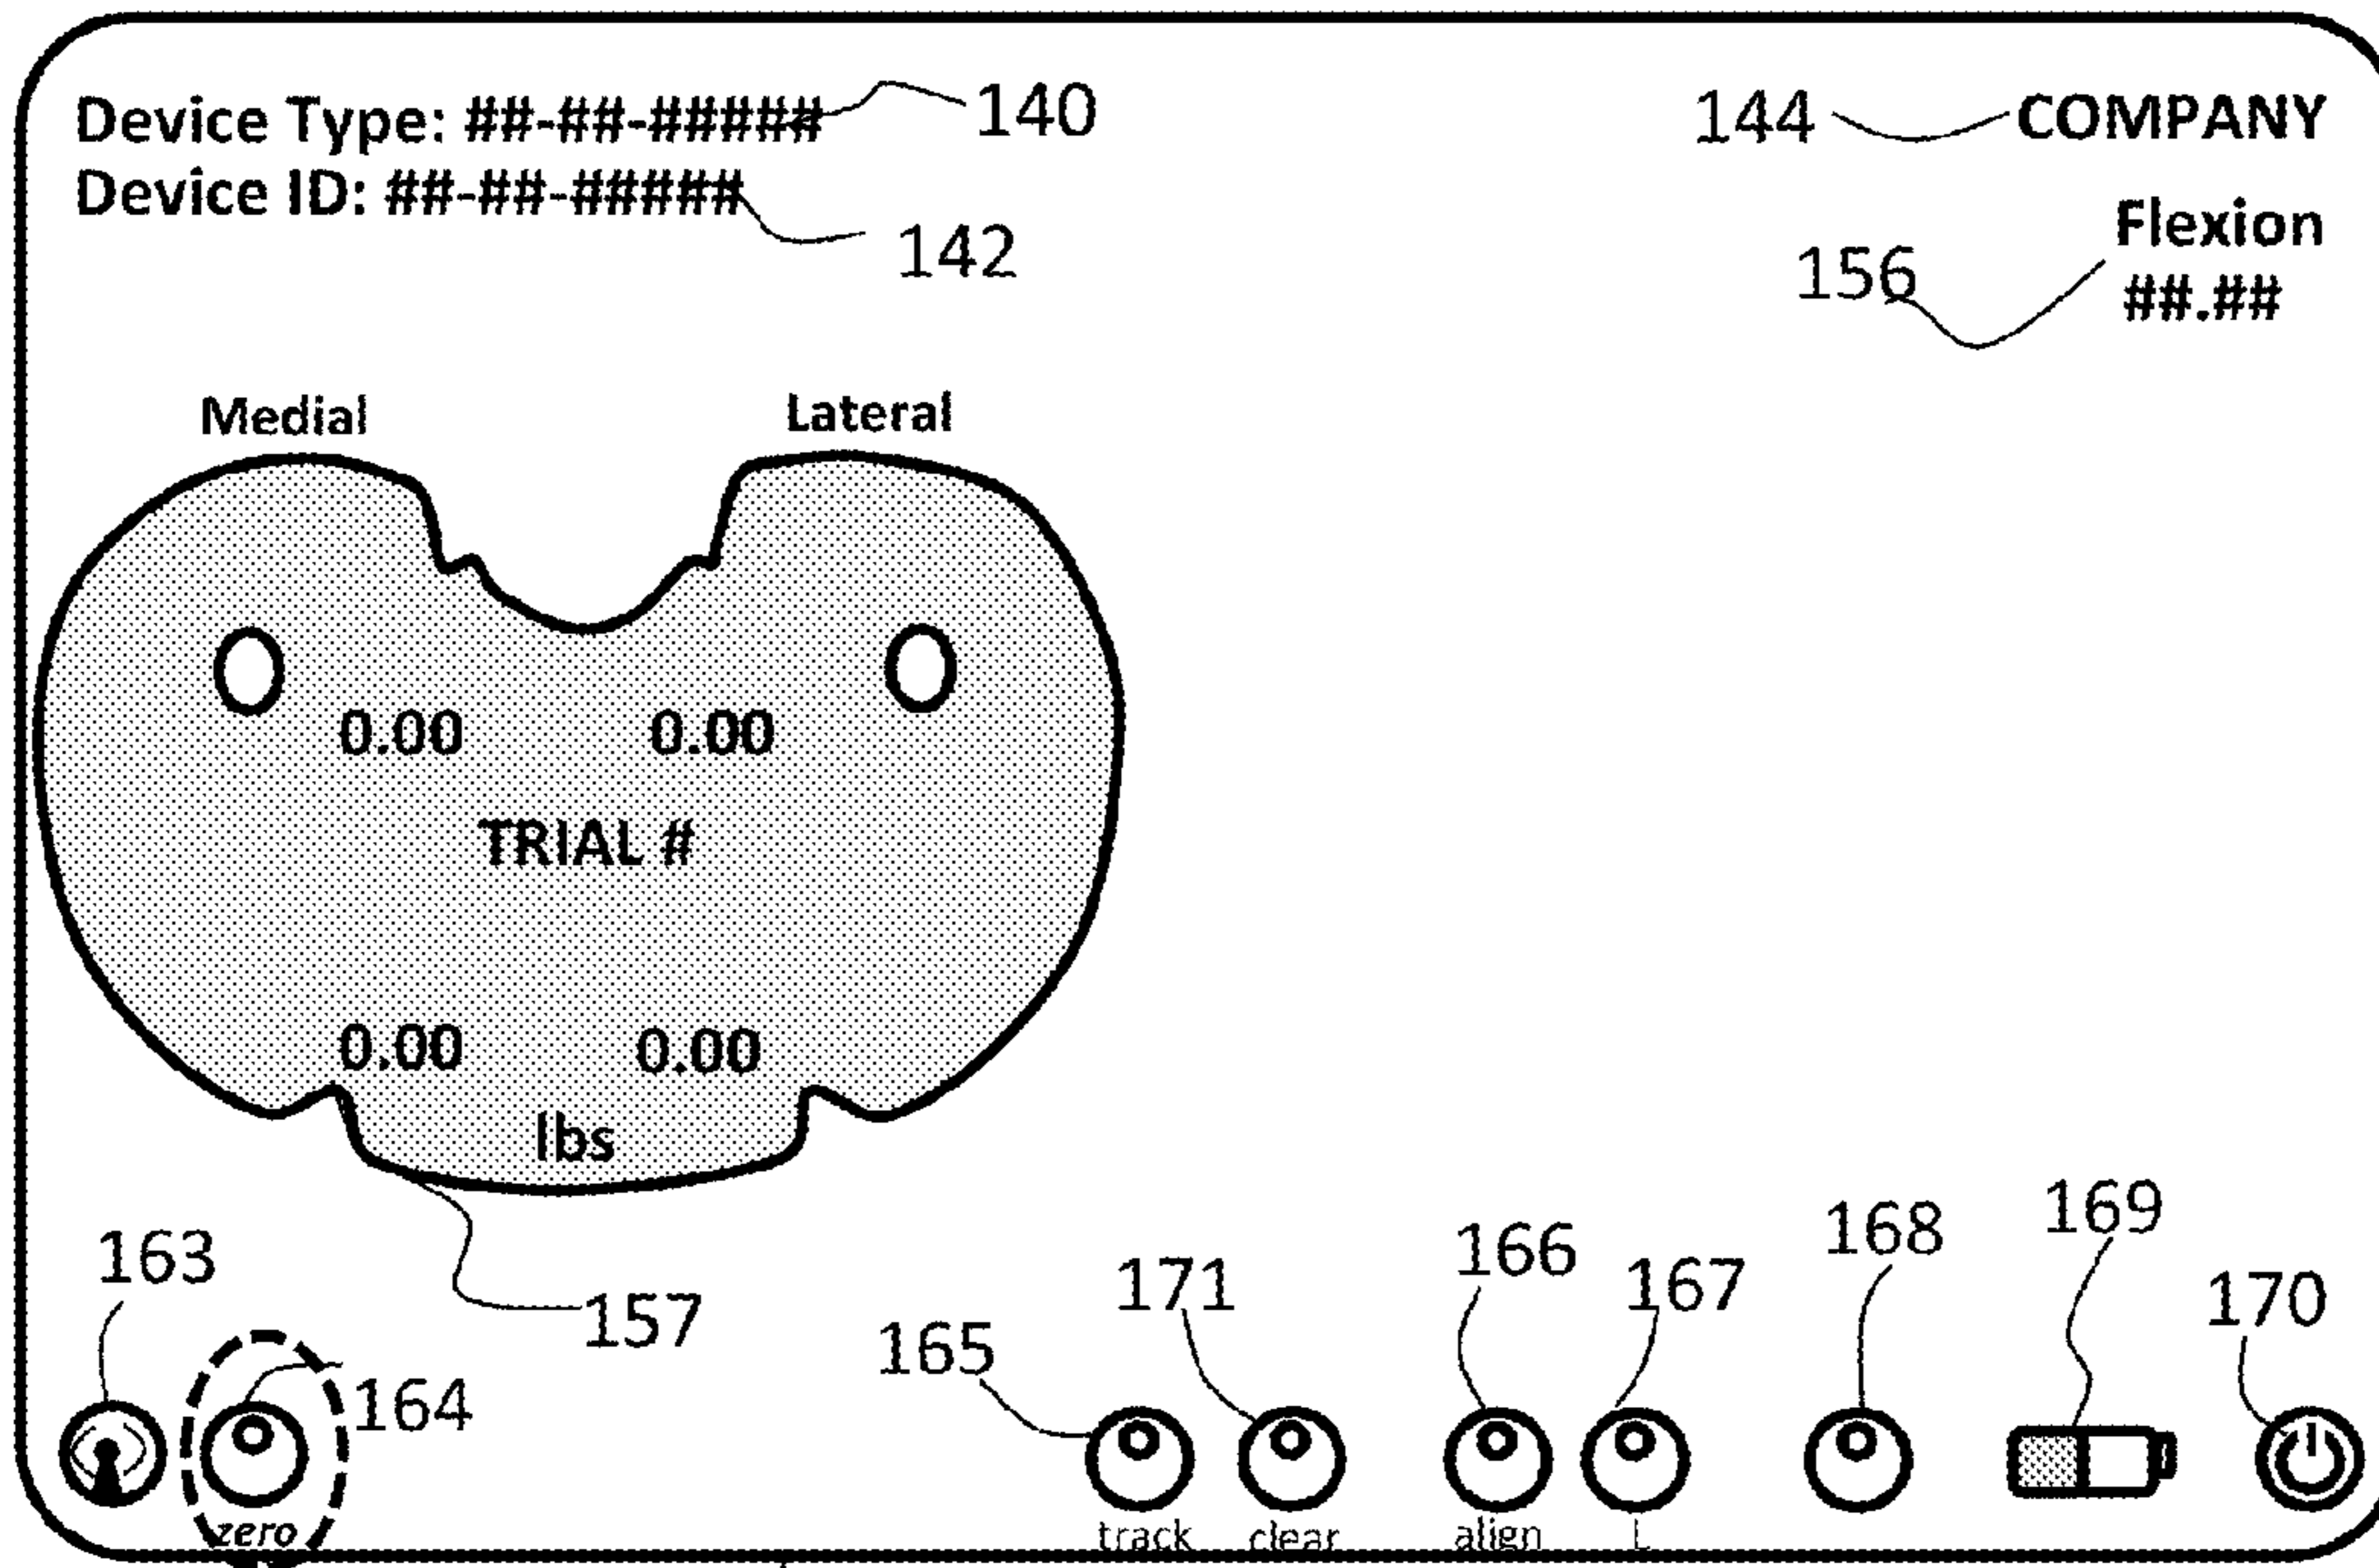 Device Type: ##-##-##### 140
144 COMPANY
Device ID: ##-##-#####
142
Flexion
156
##.##
Medial Lateral
0.00 0.00
TRIAL #
0.00 0.00
lbs
163
157
164
165
171
166
167
168
169
170
zero
track clear align L